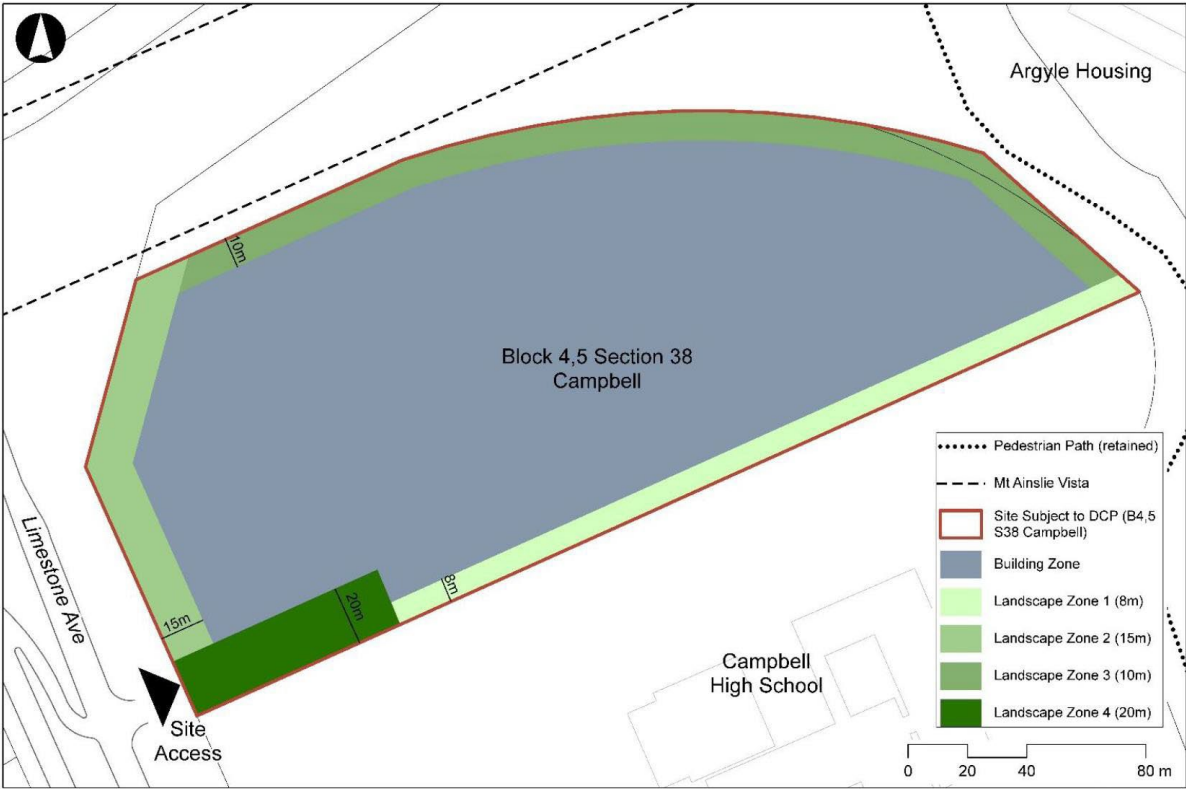 Argyle Housing
10m
Block 4,5 Section 38
Campbell
Limestone Ave
15m
20m
8m
Site
Access
Campbell
High School
Pedestrian Path (retained)
Mt Ainslie Vista
Site Subject to DCP (B4,5
S38 Campbell)
Building Zone
Landscape Zone 1 (8m)
Landscape Zone 2 (15m)
Landscape Zone 3 (10m)
Landscape Zone 4 (20m)
0 20 40 80 m